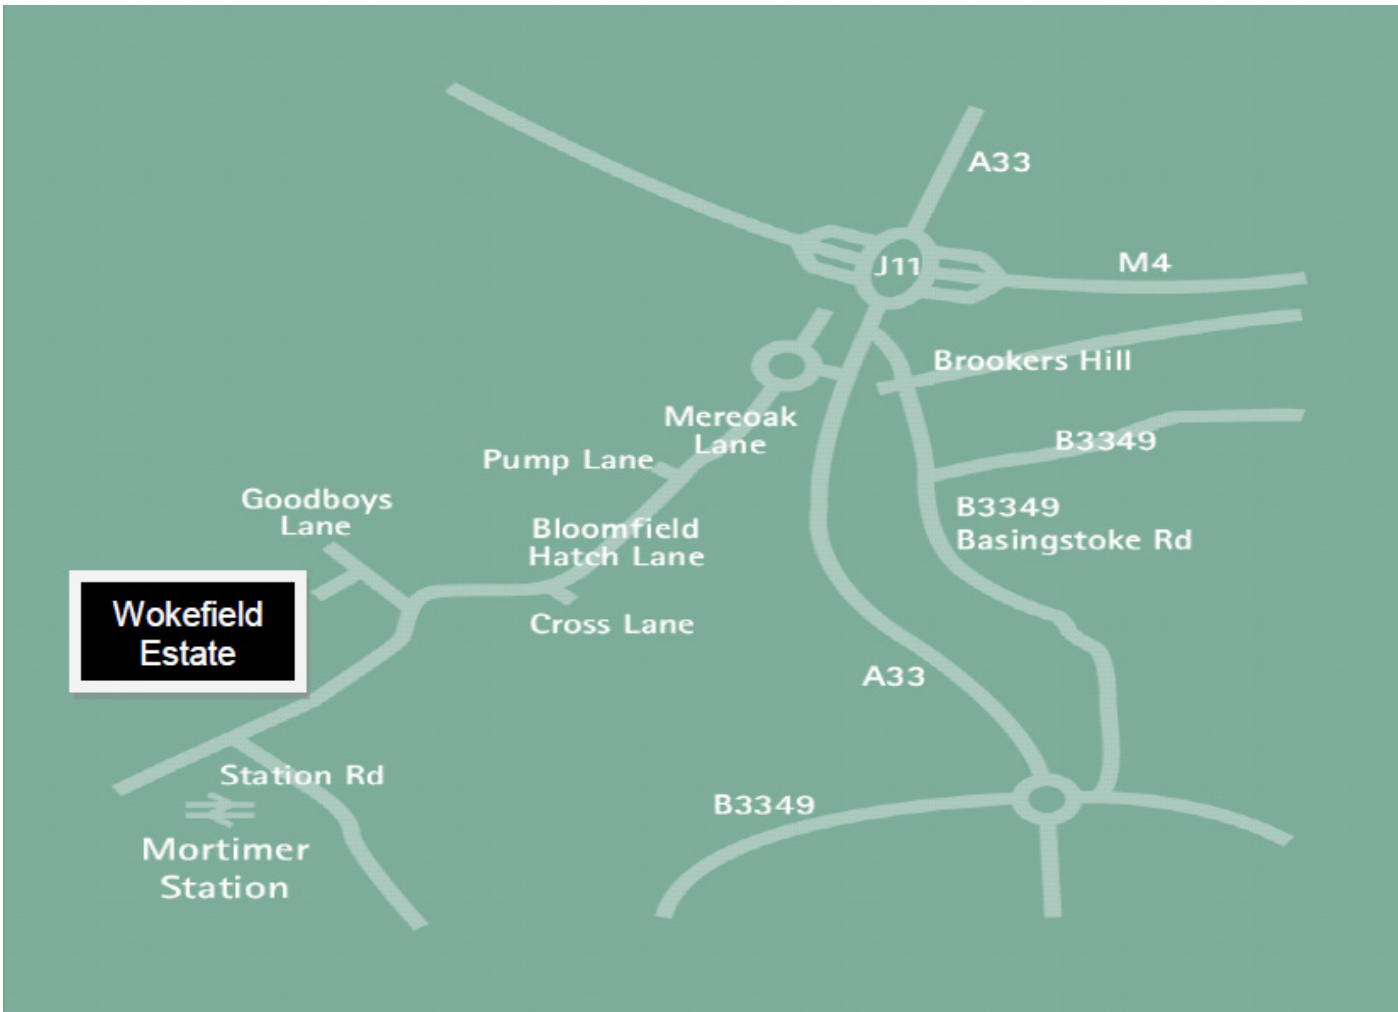 A33
J11
M4
Brookers Hill
Mereoak
Lane
B3349
Pump Lane
Goodboys
Lane
B3349
Basingstoke Rd
Bloomfield
Hatch Lane
Wokefield
Estate
Cross Lane
A33
Station Rd
B3349
Mortimer
Station